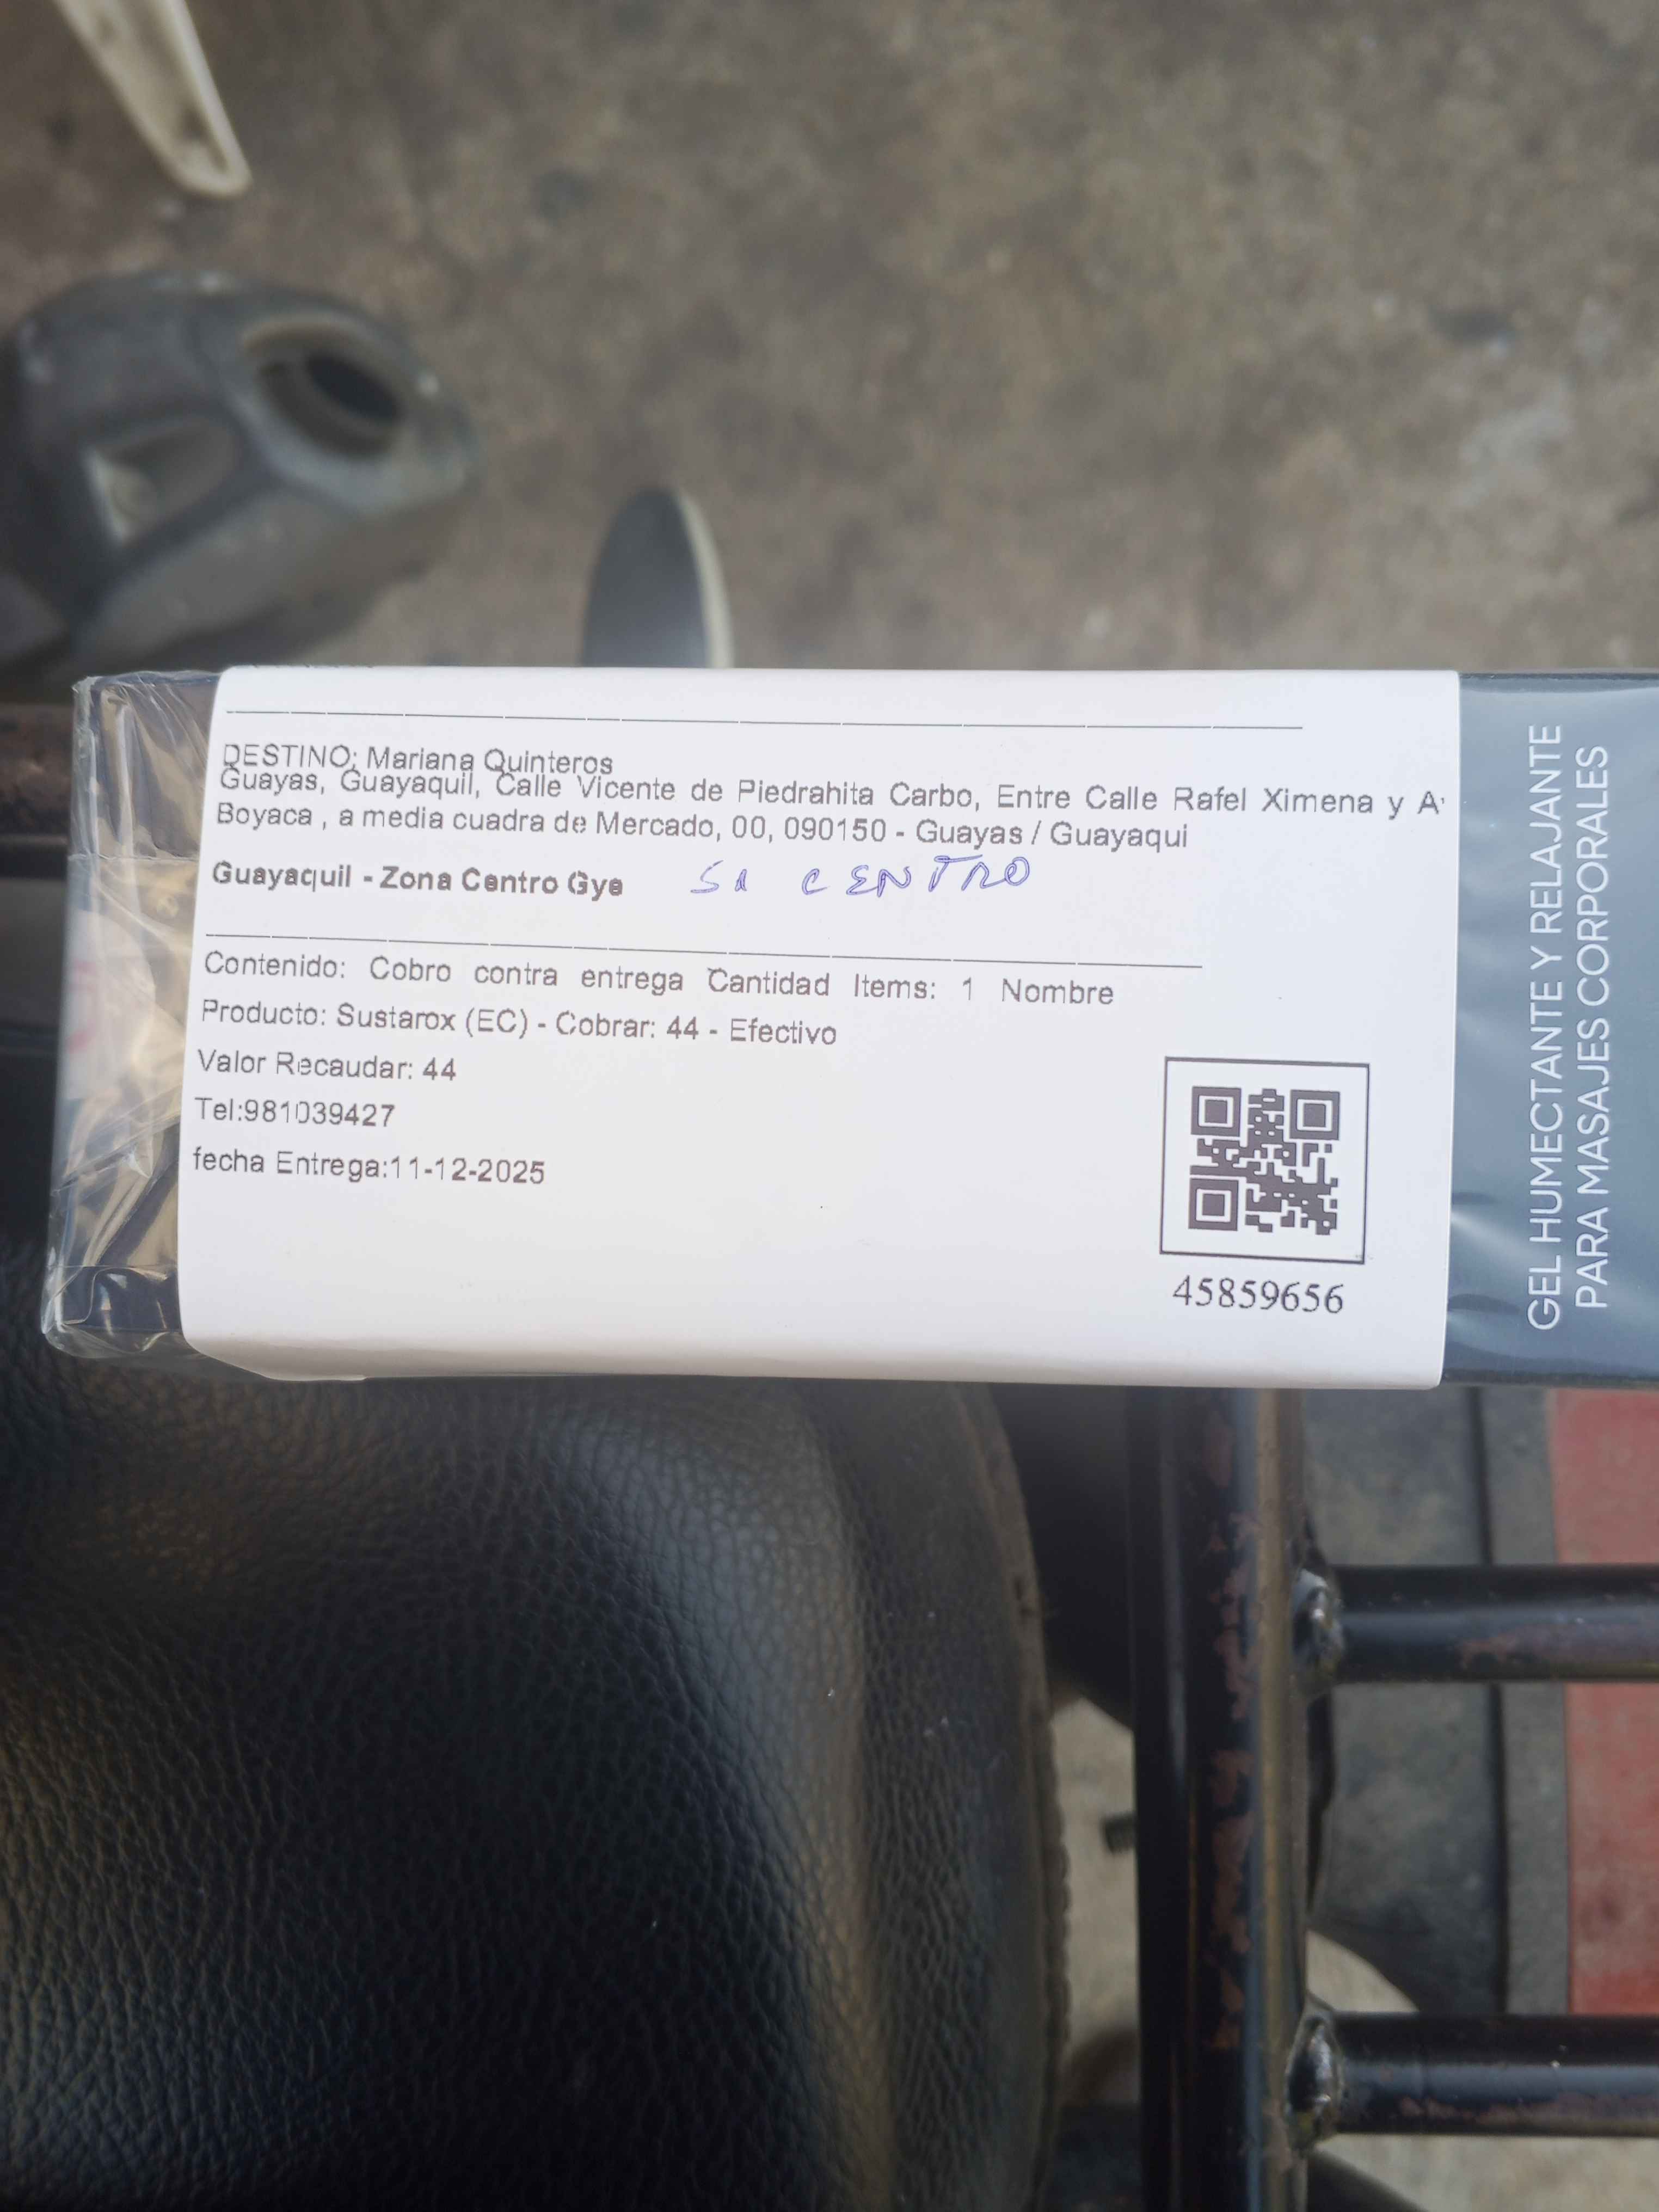 DESTINO: Mariana Quinteros
Guayas, Guayaquil, Calle Vicente de Piedrahita Carbo, Entre Calle Rafel Ximena y A
Boyaca , a media cuadra de Mercado, 00, 090150 - Guayas / Guayaqui
Guayaquil - Zona Centro Gye CENTRO
Contenido: Cobro contra entrega Cantidad Items: 1 Nombre
Producto: Sustarox (EC) - Cobrar: 44 - Efectivo
Valor Recaudar: 44
Tel:981039427
fecha Entrega:11-12-2025
45859656
GEL HUMECTANTE Y RELAJANTE
PARA MASAJES CORPORALES